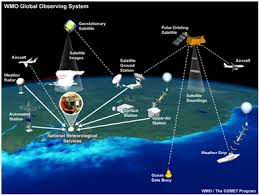 WMO Global Observing System
Geostationary
Satellite
Polar Orbiting
Satellite
Aircraft
Satellite
Images
Satellite
Ground
Station
Aircraft
Weather
Radar
Satellite
Soundings
Automated
Station
Surface
Station
Upper-Air
Station
National Meteorological
Services
Weather Ship
Ocean
Data Buoy
WMO / The COMET Program